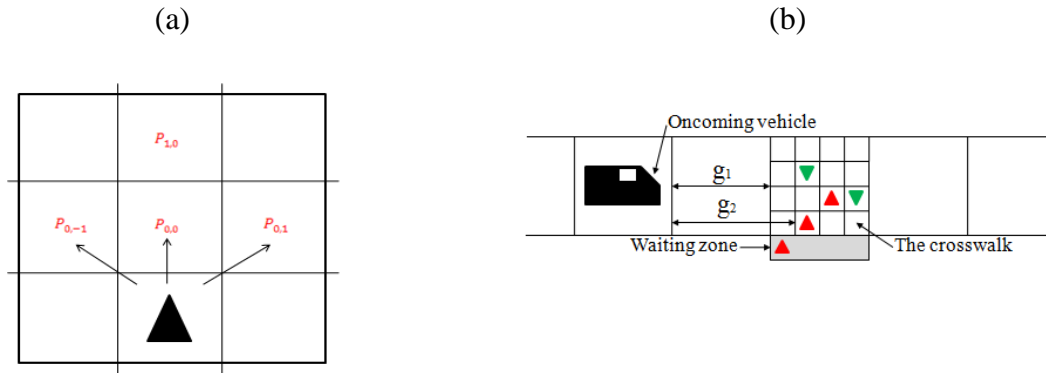 (a)
(b)
P1,0
P0,-1
P0,0
P0,1
Oncoming vehicle
g1
g2
Waiting zone
The crosswalk